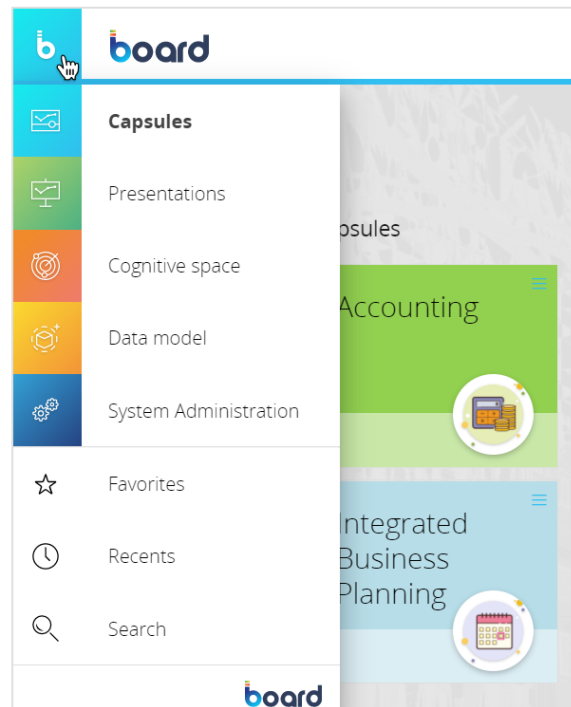 b board
Capsules
Presentations
psules
Cognitive space
Accounting
Data model
System Administration
Favorites
Integrated
Business
Planning
Recents
Search
board